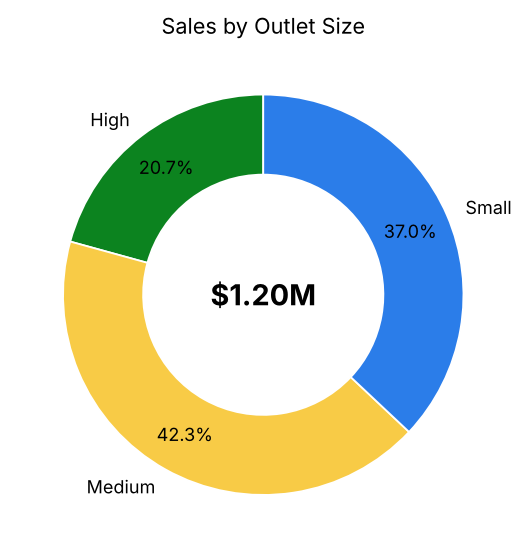 Sales by Outlet Size
High
20.7%
Small
37.0%
$1.20M
42.3%
Medium